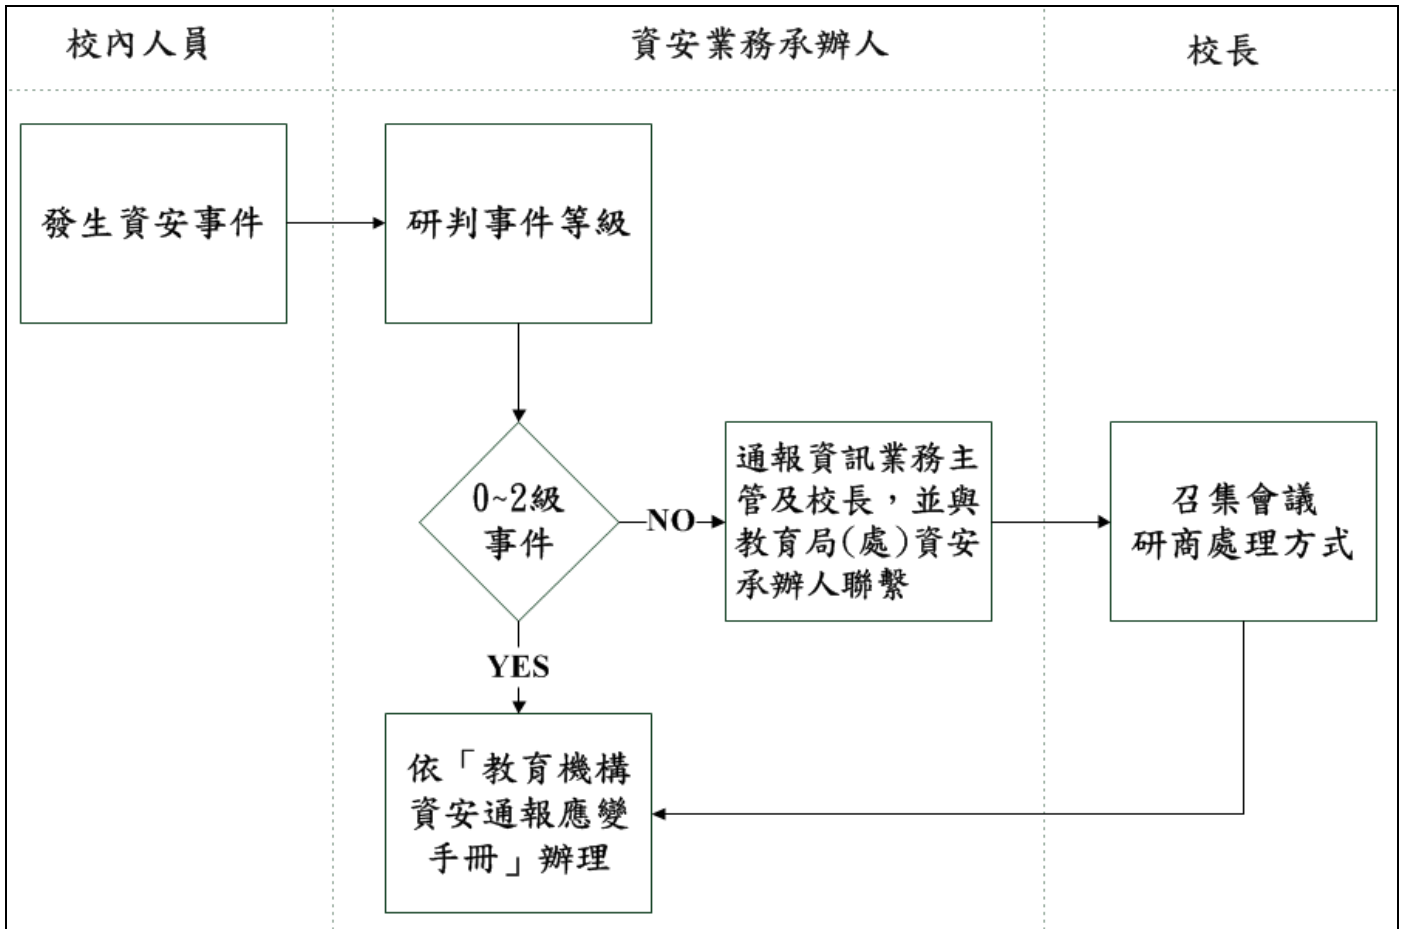 校內人員
資安業務承辦人
校長
發生資安事件
研判事件等級
0~2級
事件
NO
通報資訊業務主
管及校長，並與
教育局(處)資安
承辦人聯繫
召集會議
研商處理方式
YES
依「教育機構
資安通報應變
手冊」辦理